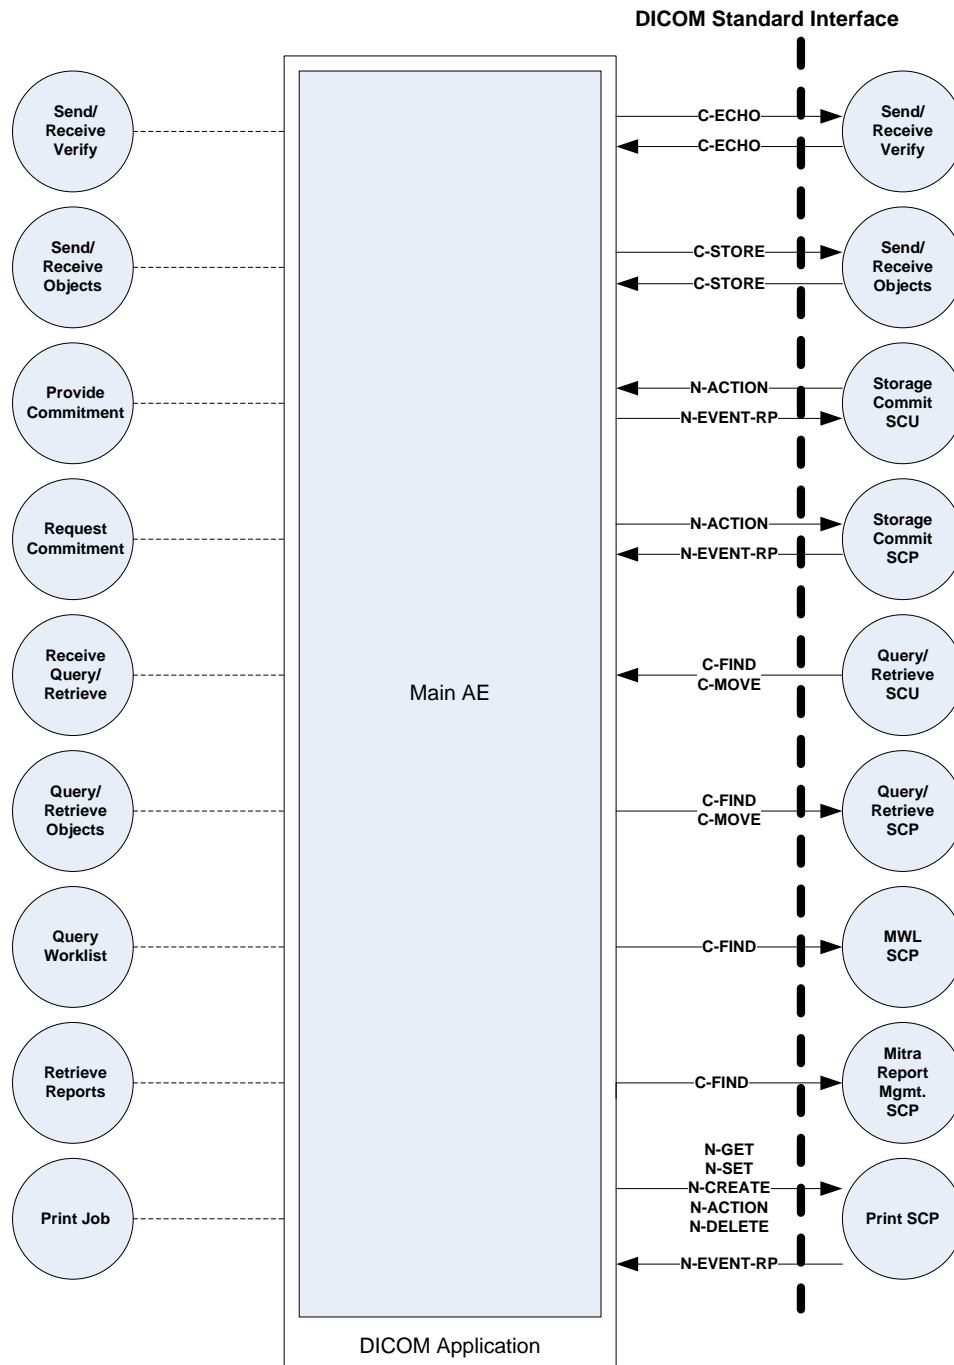 DICOM Standard Interface
Send/
Receive
Verify
C-ECHO
C-ECHO
Send/
Receive
Verify
Send/
Receive
Objects
C-STORE
C-STORE
Send/
Receive
Objects
Provide
Commitment
N-ACTION
N-EVENT-RP
Storage
Commit
SCU
Request
Commitment
N-ACTION
N-EVENT-RP
Storage
Commit
SCP
Receive
Query/
Retrieve
Main AE
C-FIND
C-MOVE
Query/
Retrieve
SCU
Query/
Retrieve
Objects
C-FIND
C-MOVE
Query/
Retrieve
SCP
Query
Worklist
C-FIND
MWL
SCP
Retrieve
Reports
C-FIND
Mitra
Report
Mgmt.
SCP
Print Job
N-GET
N-SET
N-CREATE
N-ACTION
N-DELETE
N-EVENT-RP
Print SCP
DICOM Application